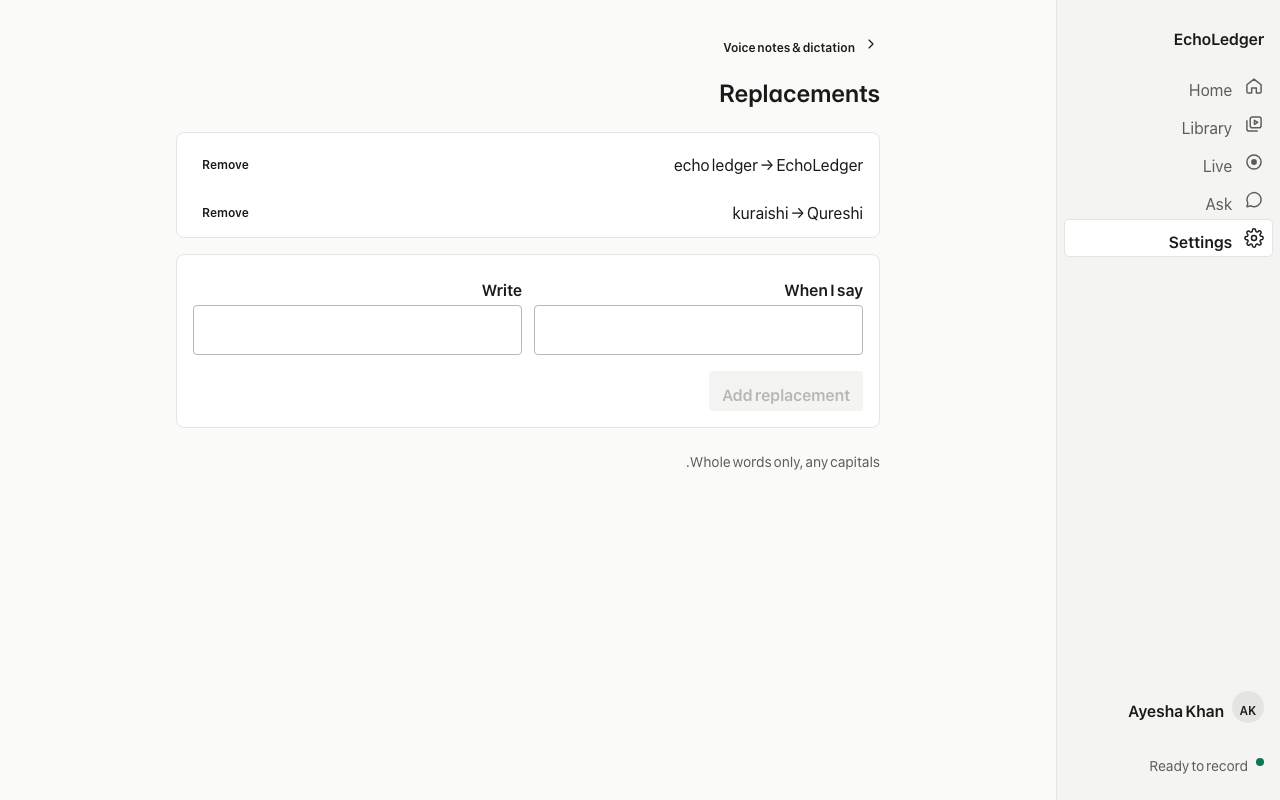 EchoLedger
Home
Library
Live
Ask
Settings
Ayesha Khan
AK
Ready to record
Voice notes & dictation
Replacements
echo ledger → EchoLedger
Remove
kuraishi → Qureshi
Remove
When I say
Write
Add replacement
.Whole words only, any capitals